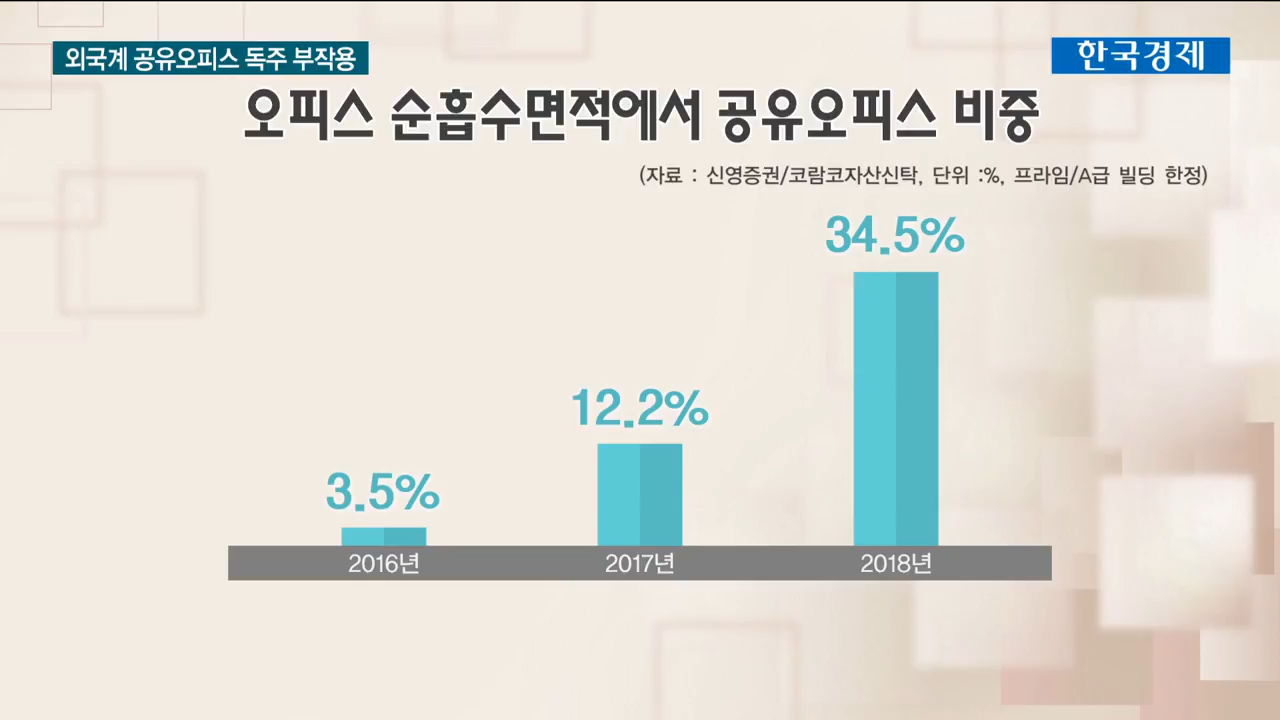 외국계 공유오피스 독주 부작용
한국경제
오피스 순흡수면적에서 공유오피스 비중
(자료 : 신영증권/코람코자산신탁, 단위 :%, 프라임/A급 빌딩 한정)
34.5%
12.2%
3.5%
2016년 2017년 2018년